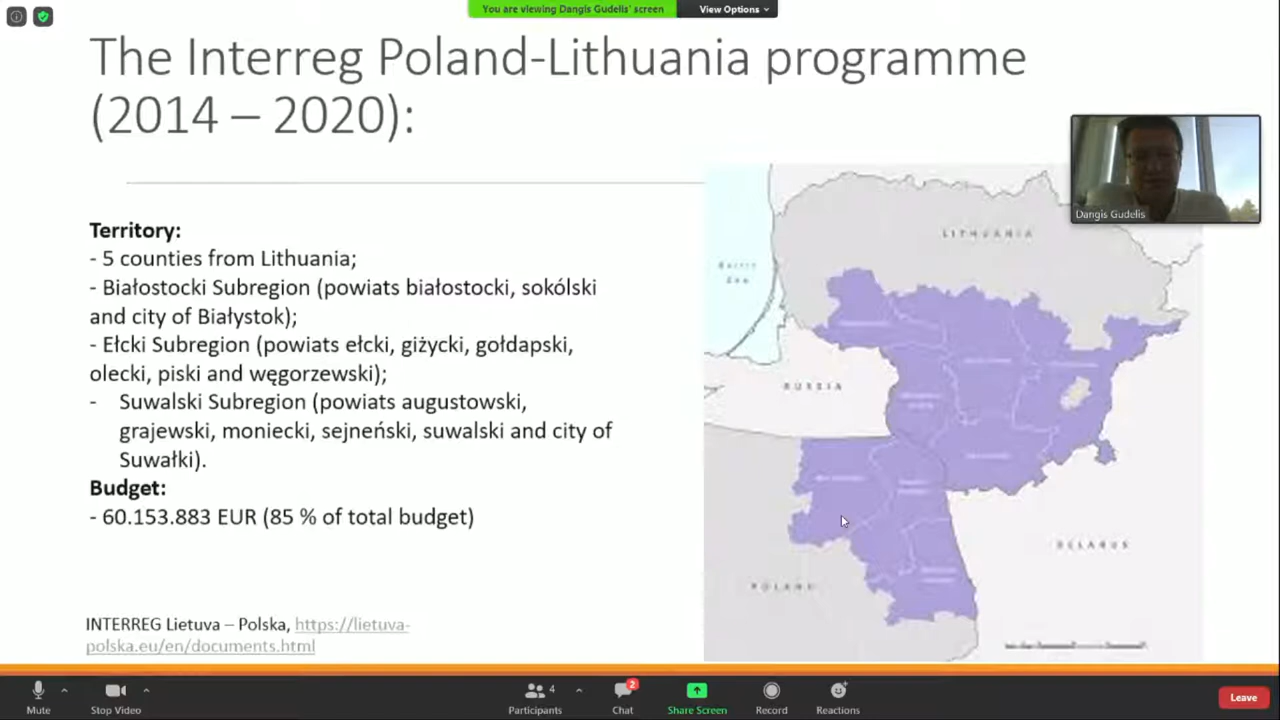 You are viewing Dangis Gudelis' screen
View Options
The Interreg Poland-Lithuania programme
(2014 – 2020):
Dangis Gudelis
Territory:
- 5 counties from Lithuania;
- Białostocki Subregion (powiats białostocki, sokólski
and city of Białystok);
- Ełcki Subregion (powiats ełcki, giżycki, gołdapski,
olecki, piski and węgorzewski);
- Suwalski Subregion (powiats augustowski,
grajewski, moniecki, sejneński, suwalski and city of
Suwałki).
Budget:
- 60.153.883 EUR (85 % of total budget)
INTERREG Lietuva – Polska, https://lietuva-
polska.eu/en/documents.html
LITHUANIA
Baltic
Sea
RUSSIA
BELARUS
POLAND
Mute
Stop Video
Participants
4
Chat
2
Share Screen
Record
Reactions
Leave